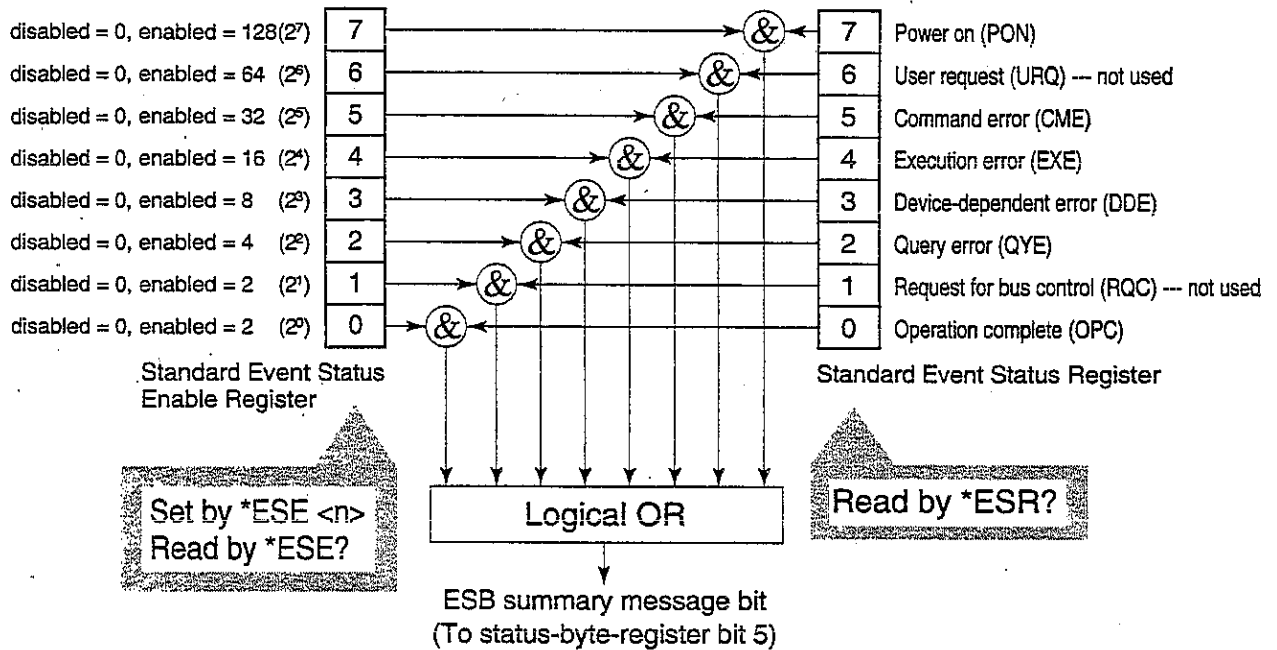 disabled = 0, enabled = 128(2⁷) 7 & 7 Power on (PON)
disabled = 0, enabled = 64 (2⁶) 6 & 6 User request (URQ) --- not used
disabled = 0, enabled = 32 (2⁵) 5 & 5 Command error (CME)
disabled = 0, enabled = 16 (2⁴) 4 & 4 Execution error (EXE)
disabled = 0, enabled = 8 (2³) 3 & 3 Device-dependent error (DDE)
disabled = 0, enabled = 4 (2²) 2 & 2 Query error (QYE)
disabled = 0, enabled = 2 (2¹) 1 & 1 Request for bus control (RQC) --- not used
disabled = 0, enabled = 2 (2⁰) 0 & 0 Operation complete (OPC)
Standard Event Status
Enable Register
Standard Event Status Register
Set by *ESE <n>
Read by *ESE?
Logical OR
Read by *ESR?
ESB summary message bit
(To status-byte-register bit 5)